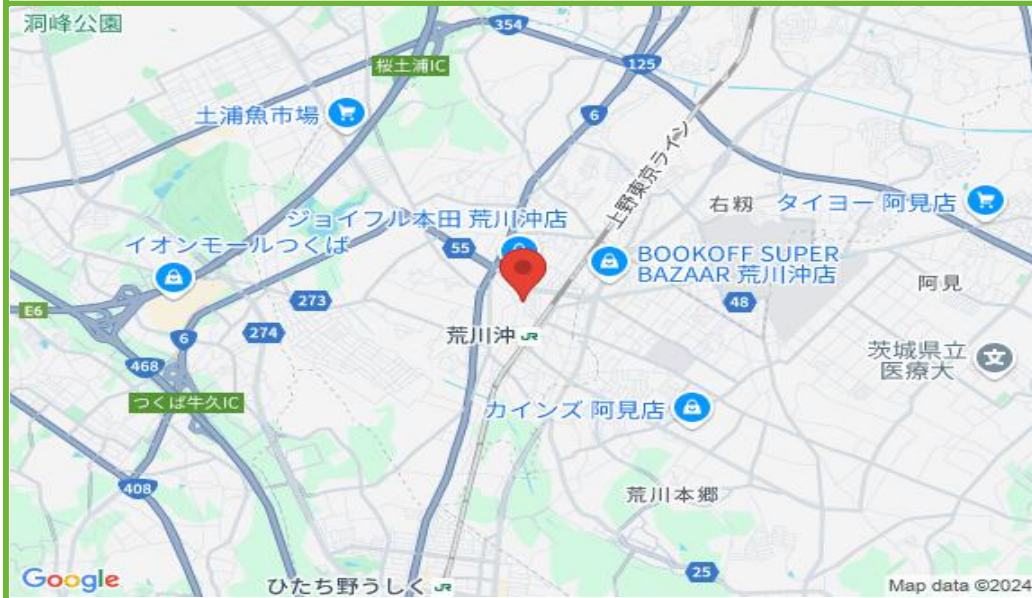 洞峰公園
354
桜土浦IC
125
土浦魚市場
6
上野東京ライン
右籾
タイヨー 阿見店
ジョイフル本田 荒川沖店
イオンモールつくば
55
BOOKOFF SUPER
BAZAAR 荒川沖店
阿見
E6
273
48
274
6
荒川沖 JR
茨城県立
医療大
468
つくば牛久IC
カインズ 阿見店
408
荒川本郷
25
Google
ひたち野うしく JR
Map data ©2024